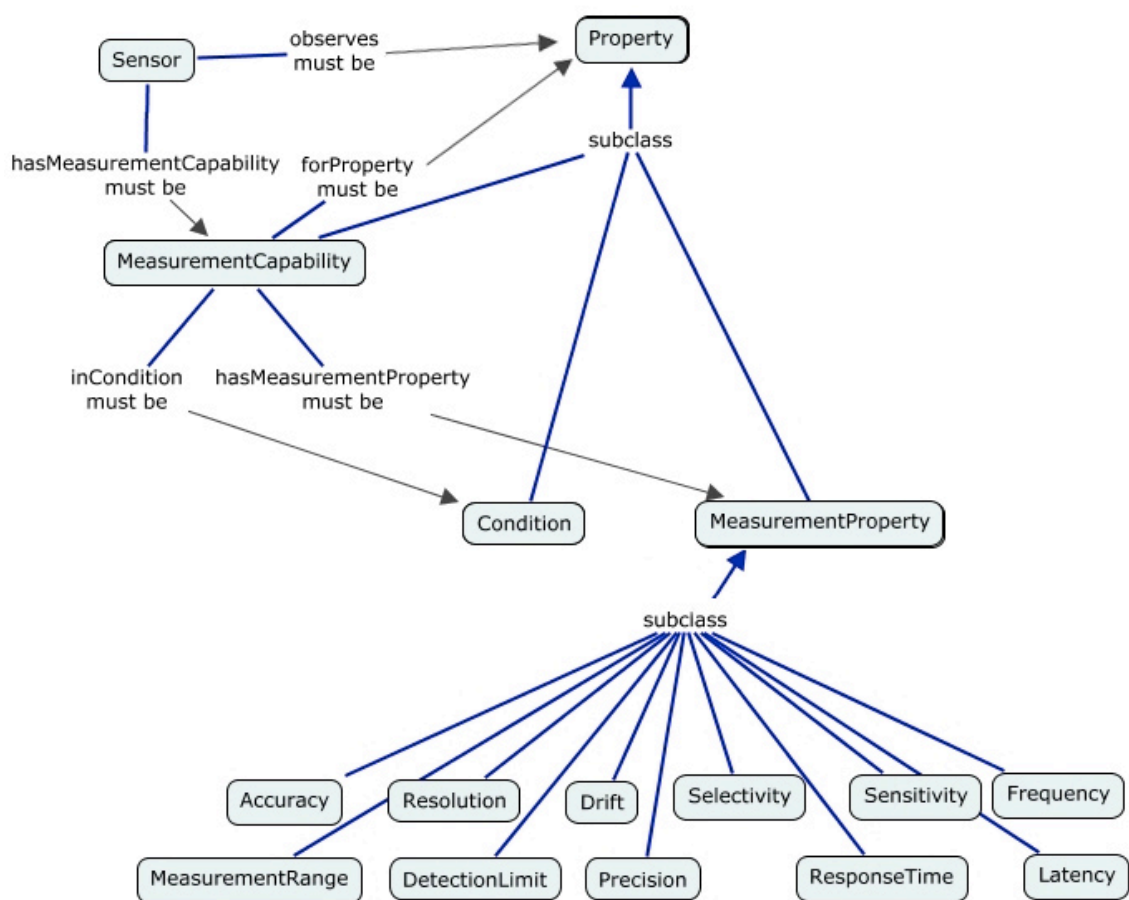 observes
must be
Property
Sensor
subclass
hasMeasurementCapability
must be
forProperty
must be
MeasurementCapability
inCondition
must be
hasMeasurementProperty
must be
Condition
MeasurementProperty
subclass
Accuracy
Resolution
Drift
Selectivity
Sensitivity
Frequency
MeasurementRange
DetectionLimit
Precision
ResponseTime
Latency